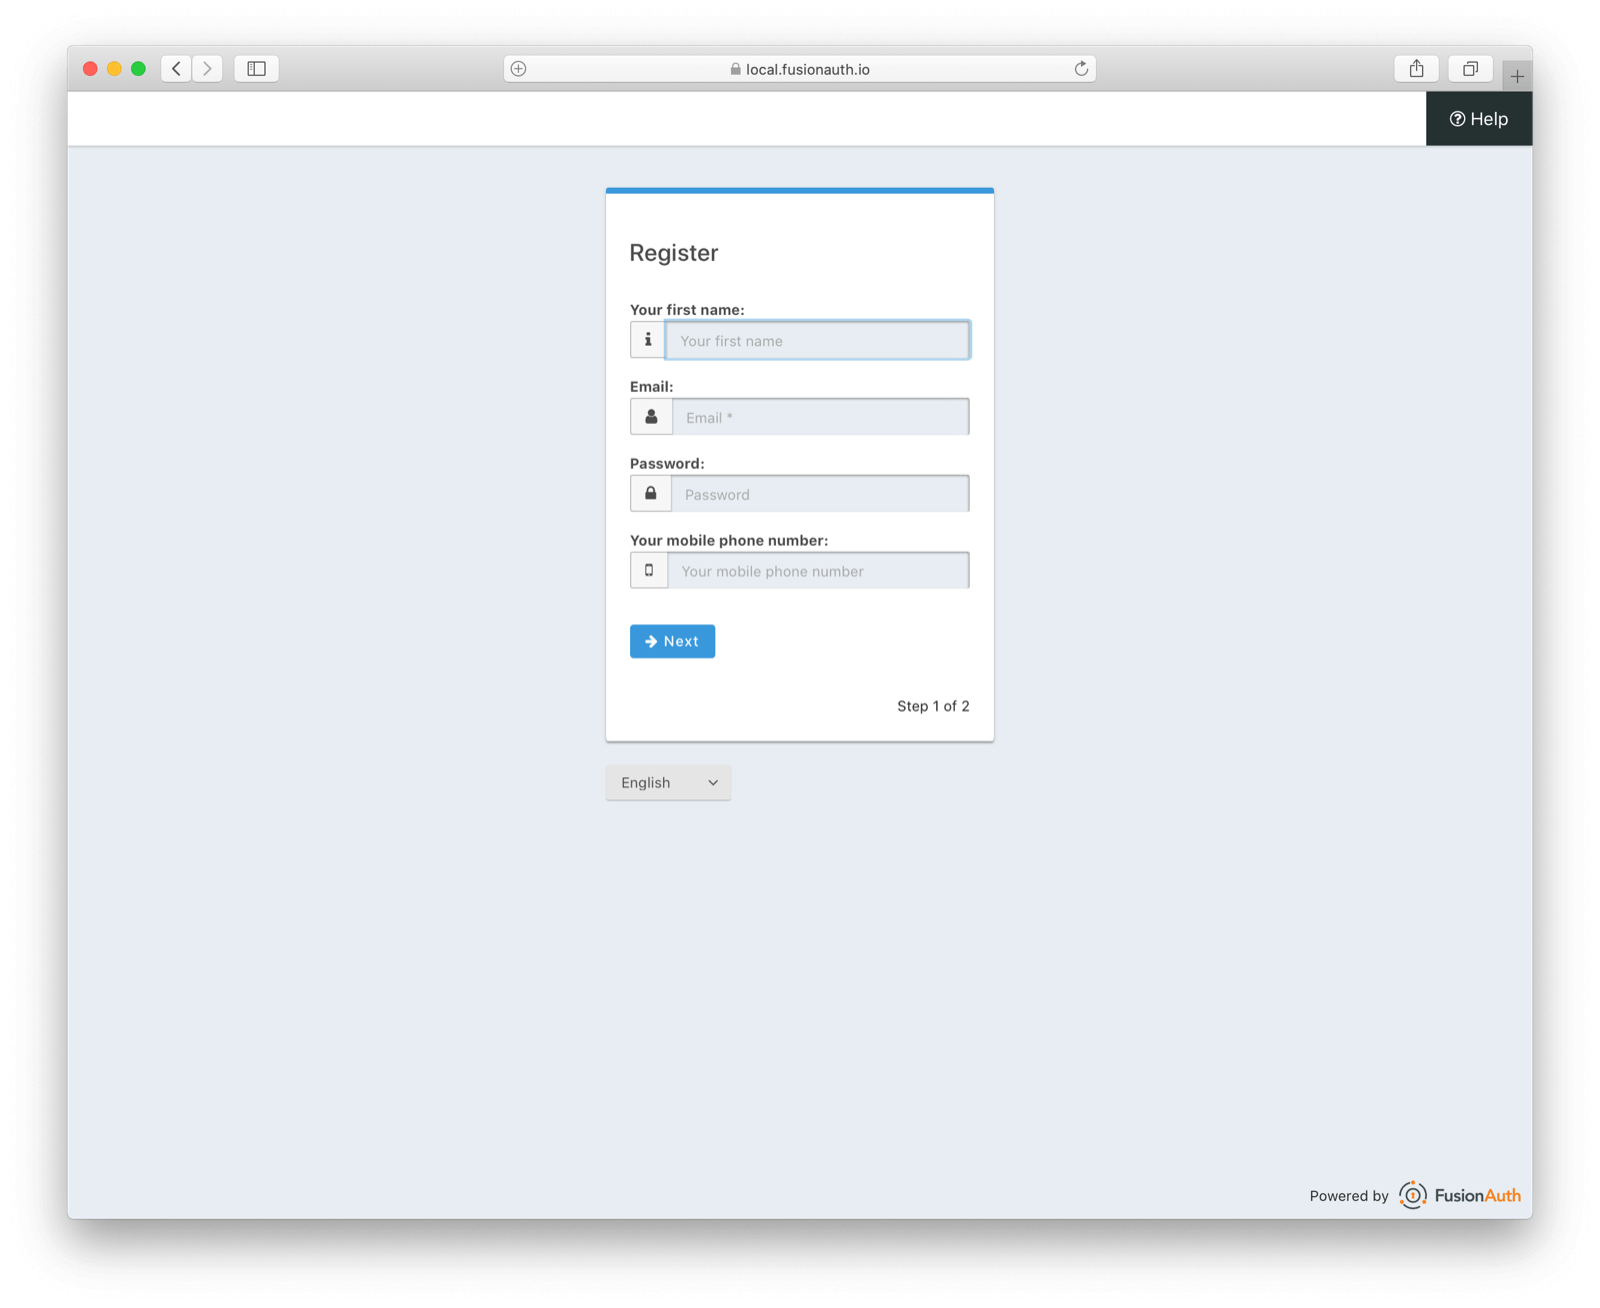 local.fusionauth.io
Help
Register
Your first name:
Your first name
Email:
Email *
Password:
Password
Your mobile phone number:
Your mobile phone number
Next
Step 1 of 2
English
Powered by FusionAuth